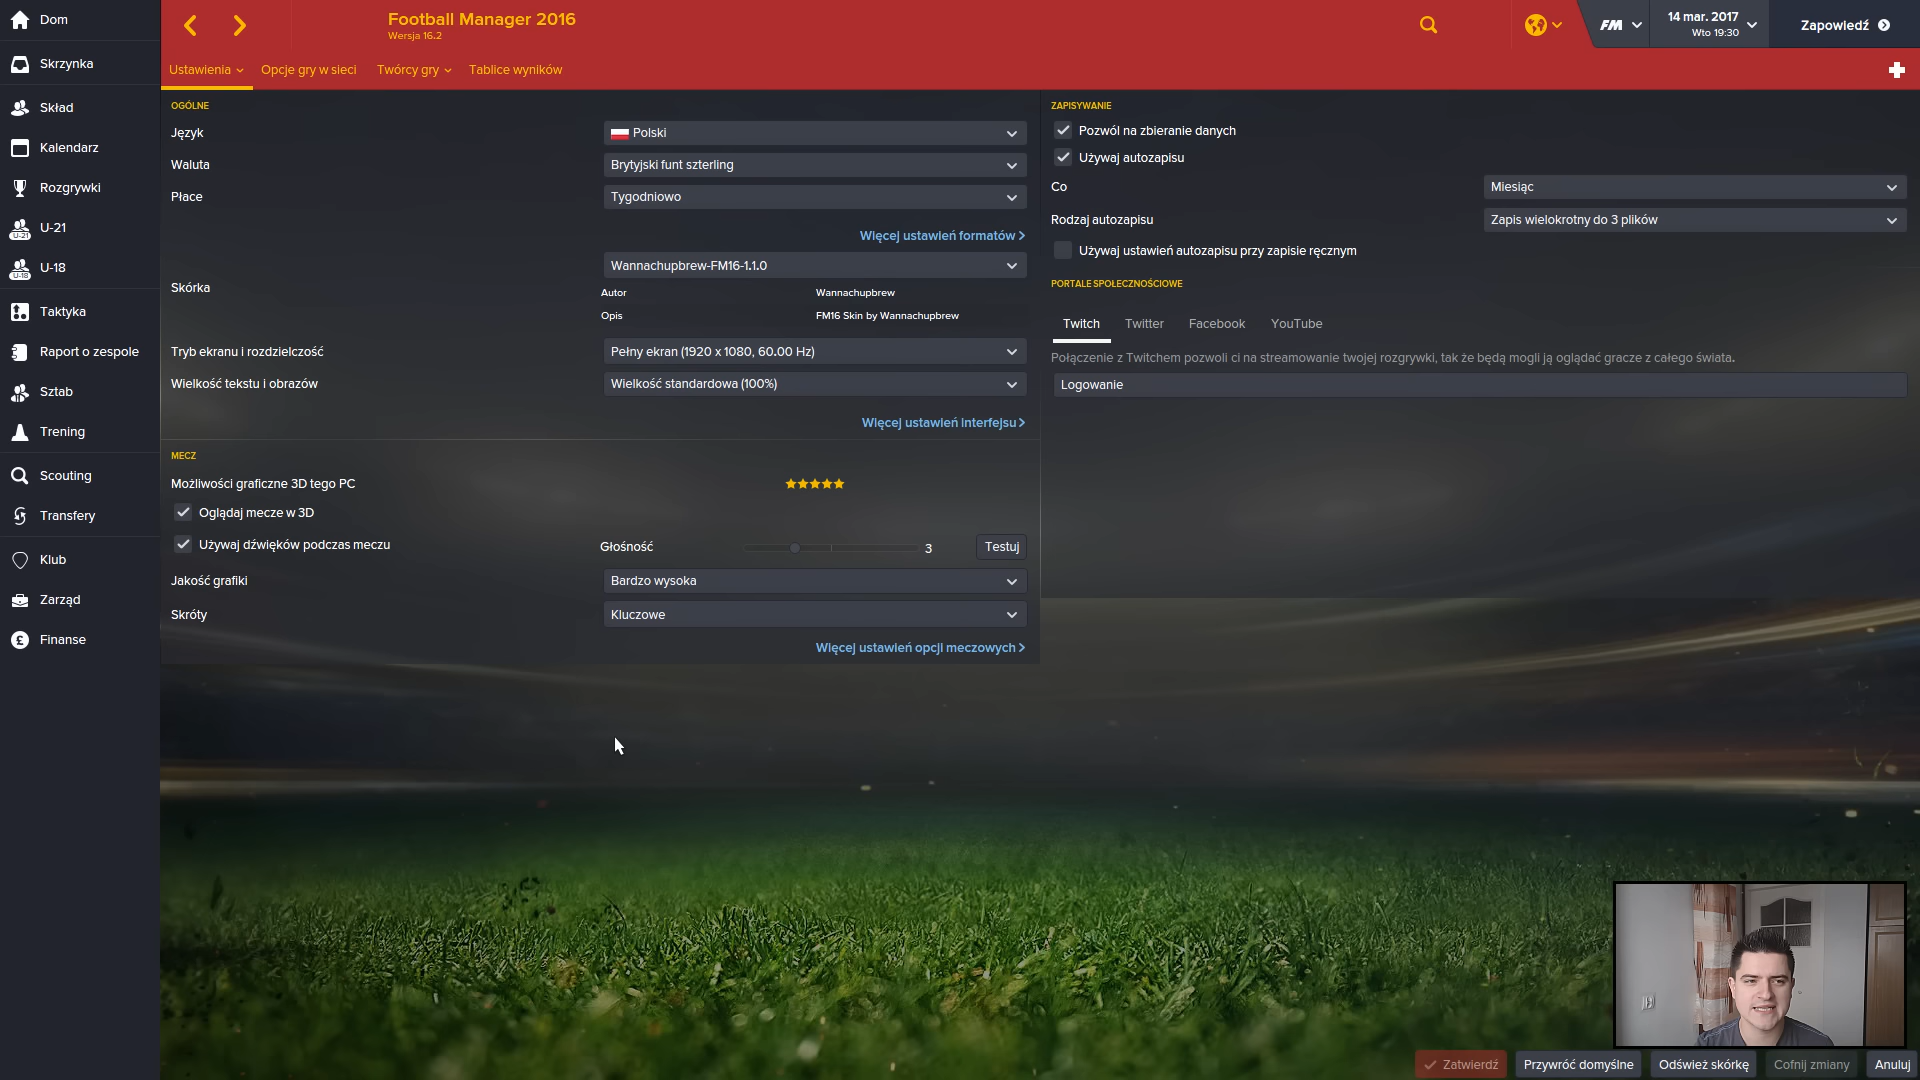 Dom
Skrzynka
Skład
Kalendarz
Rozgrywki
U-21
U-18
Taktyka
Raport o zespole
Sztab
Trening
Scouting
Transfery
Klub
Zarząd
Finanse
Football Manager 2016
Wersja 16.2
FM
14 mar. 2017
Wto 19:30
Zapowiedź
Ustawienia
Opcje gry w sieci
Twórcy gry
Tablice wyników
OGÓLNE
Język
Polski
Waluta
Brytyjski funt szterling
Płace
Tygodniowo
Więcej ustawień formatów
Skórka
Wannachupbrew-FM16-1.1.0
Autor
Wannachupbrew
Opis
FM16 Skin by Wannachupbrew
Tryb ekranu i rozdzielczość
Pełny ekran (1920 x 1080, 60.00 Hz)
Wielkość tekstu i obrazów
Wielkość standardowa (100%)
Więcej ustawień interfejsu
MECZ
Możliwości graficzne 3D tego PC
Oglądaj mecze w 3D
Używaj dźwięków podczas meczu
Głośność
3
Testuj
Jakość grafiki
Bardzo wysoka
Skróty
Kluczowe
Więcej ustawień opcji meczowych
ZAPISYWANIE
Pozwól na zbieranie danych
Używaj autozapisu
Co
Miesiąc
Rodzaj autozapisu
Zapis wielokrotny do 3 plików
Używaj ustawień autozapisu przy zapisie ręcznym
PORTALE SPOŁECZNOŚCIOWE
Twitch
Twitter
Facebook
YouTube
Połączenie z Twitchem pozwoli ci na streamowanie twojej rozgrywki, tak że będą mogli ją oglądać gracze z całego świata.
Logowanie
Zatwierdź
Przywróć domyślne
Odśwież skórkę
Cofnij zmiany
Anuluj